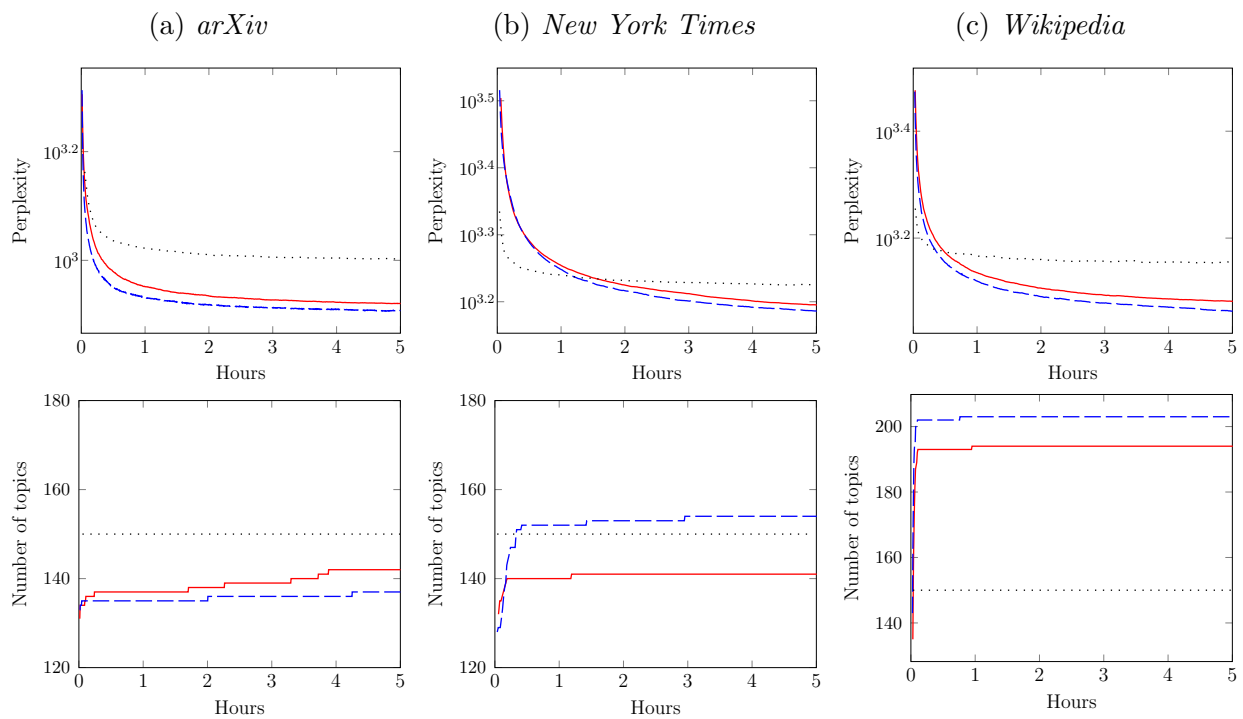 (a) arXiv
(b) New York Times
(c) Wikipedia
Perplexity
10^3.2
10^3
0 1 2 3 4 5
Hours
Perplexity
10^3.5
10^3.4
10^3.3
10^3.2
0 1 2 3 4 5
Hours
Perplexity
10^3.4
10^3.2
0 1 2 3 4 5
Hours
Number of topics
180
160
140
120
0 1 2 3 4 5
Hours
Number of topics
180
160
140
120
0 1 2 3 4 5
Hours
Number of topics
200
180
160
140
0 1 2 3 4 5
Hours